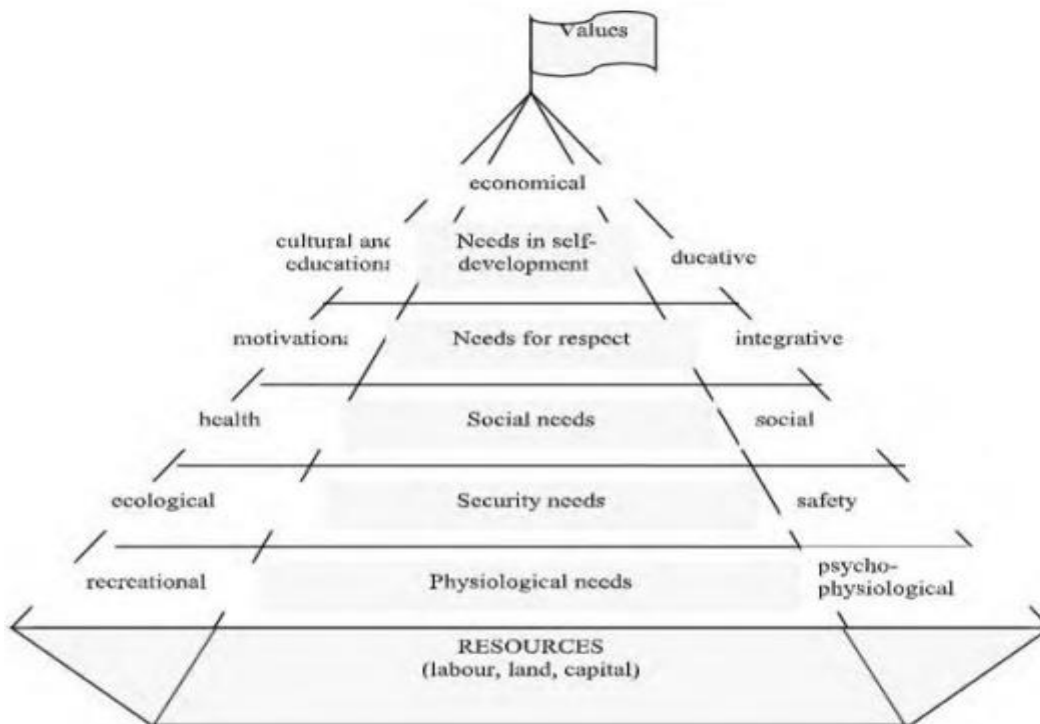 Values
economical
cultural and
educationa
Needs in self-
development
ducative
motivationa
Needs for respect
integrative
health
Social needs
social
ecological
Security needs
safety
recreational
Physiological needs
psycho-
physiological
RESOURCES
(labour, land, capital)